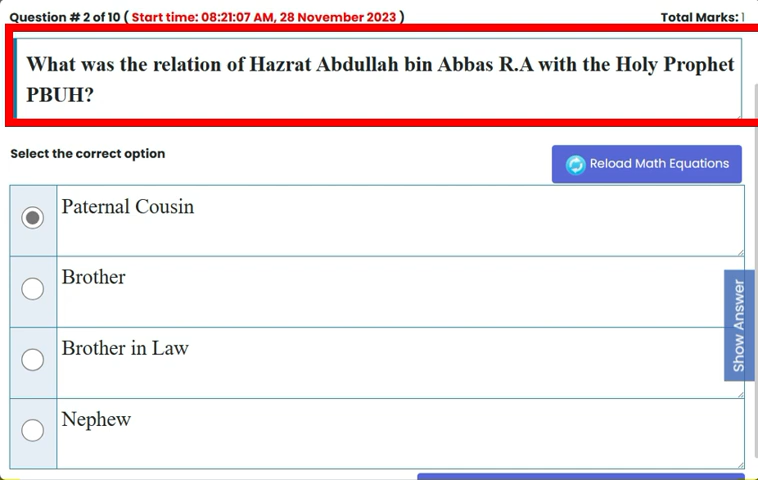 Question # 2 of 10 ( Start time: 08:21:07 AM, 28 November 2023 ) Total Marks: 1
What was the relation of Hazrat Abdullah bin Abbas R.A with the Holy Prophet
PBUH?
Select the correct option
Reload Math Equations
Paternal Cousin
Brother
Show Answer
Brother in Law
Nephew